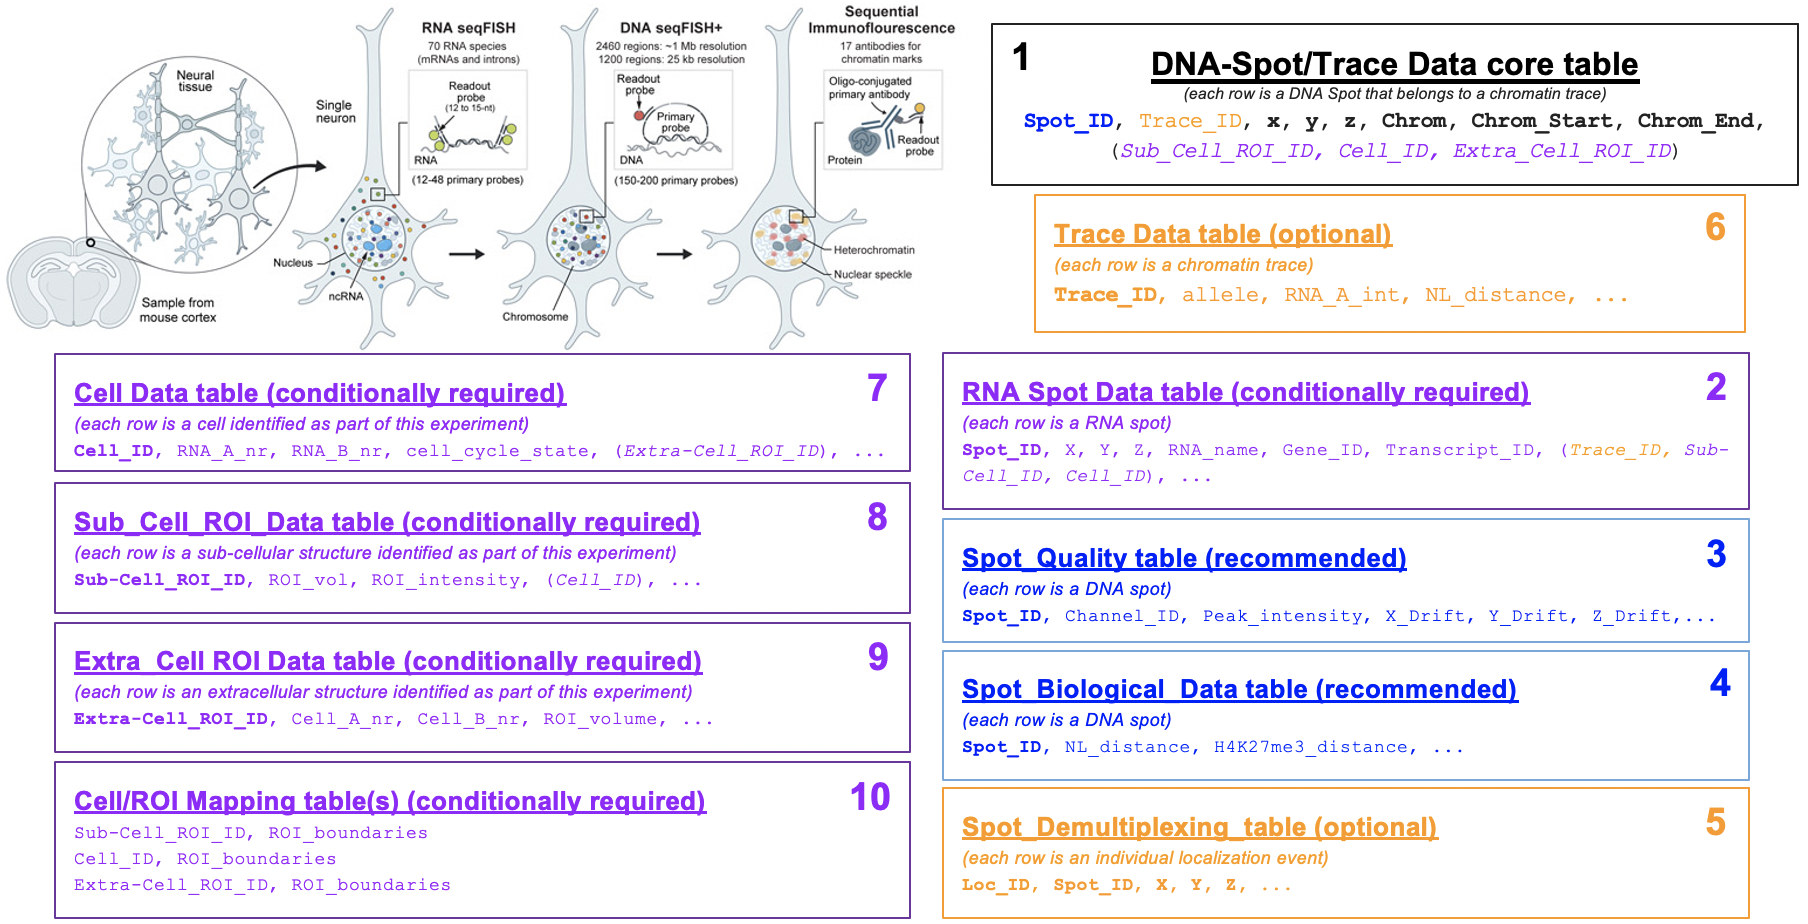 RNA seqFISH
70 RNA species
(mRNAs and introns)
Readout
probe
(12 to 15-nt)
RNA
(12-48 primary probes)
DNA seqFISH+
2460 regions: ~1 Mb resolution
1200 regions: 25 kb resolution
Readout
probe
Primary
probe
DNA
(150-200 primary probes)
Sequential
Immunoflourescence
17 antibodies for
chromatin marks
Oligo-conjugated
primary antibody
Readout
probe
Protein
Neural
tissue
Single
neuron
Nucleus
ncRNA
Chromosome
Heterochromatin
Nuclear speckle
Sample from
mouse cortex
1
DNA-Spot/Trace Data core table
(each row is a DNA Spot that belongs to a chromatin trace)
Spot_ID, Trace_ID, x, y, z, Chrom, Chrom_Start, Chrom_End,
(Sub_Cell_ROI_ID, Cell_ID, Extra_Cell_ROI_ID)
6
Trace Data table (optional)
(each row is a chromatin trace)
Trace_ID, allele, RNA_A_int, NL_distance, ...
Cell Data table (conditionally required)
7
(each row is a cell identified as part of this experiment)
Cell_ID, RNA_A_nr, RNA_B_nr, cell_cycle_state, (Extra-Cell_ROI_ID), ...
Sub_Cell_ROI_Data table (conditionally required)
8
(each row is a sub-cellular structure identified as part of this experiment)
Sub-Cell_ROI_ID, ROI_vol, ROI_intensity, (Cell_ID), ...
Extra_Cell ROI Data table (conditionally required)
9
(each row is an extracellular structure identified as part of this experiment)
Extra-Cell_ROI_ID, Cell_A_nr, Cell_B_nr, ROI_volume, ...
Cell/ROI Mapping table(s) (conditionally required)
10
Sub-Cell_ROI_ID, ROI_boundaries
Cell_ID, ROI_boundaries
Extra-Cell_ROI_ID, ROI_boundaries
RNA Spot Data table (conditionally required)
2
(each row is a RNA spot)
Spot_ID, X, Y, Z, RNA_name, Gene_ID, Transcript_ID, (Trace_ID, Sub-
Cell_ID, Cell_ID), ...
Spot_Quality table (recommended)
3
(each row is a DNA spot)
Spot_ID, Channel_ID, Peak_intensity, X_Drift, Y_Drift, Z_Drift,...
Spot_Biological_Data table (recommended)
4
(each row is a DNA spot)
Spot_ID, NL_distance, H4K27me3_distance, ...
Spot_Demultiplexing_table (optional)
5
(each row is an individual localization event)
Loc_ID, Spot_ID, X, Y, Z, ...